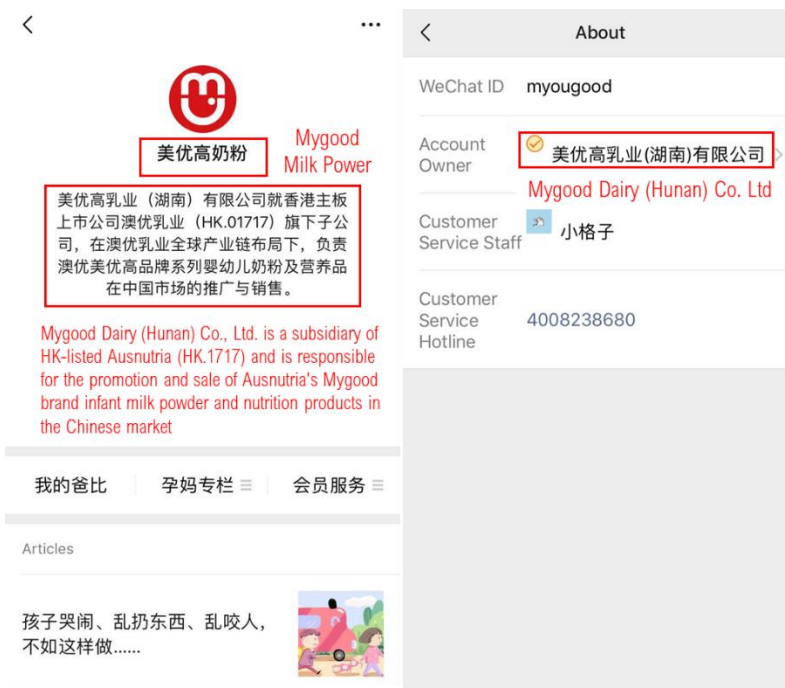 美优高奶粉
Mygood
Milk Power
美优高乳业（湖南）有限公司就香港主板
上市公司澳优乳业（HK.01717）旗下子公
司，在澳优乳业全球产业链布局下，负责
澳优美优高品牌系列婴幼儿奶粉及营养品
在中国市场的推广与销售。
Mygood Dairy (Hunan) Co., Ltd. is a subsidiary of
HK-listed Ausnutria (HK.1717) and is responsible
for the promotion and sale of Ausnutria's Mygood
brand infant milk powder and nutrition products in
the Chinese market
我的爸比 孕妈专栏 会员服务
Articles
孩子哭闹、乱扔东西、乱咬人，
不如这样做......
About
WeChat ID myougood
Account
Owner
美优高乳业(湖南)有限公司
Mygood Dairy (Hunan) Co. Ltd
Customer
Service Staff
小格子
Customer
Service
Hotline
4008238680